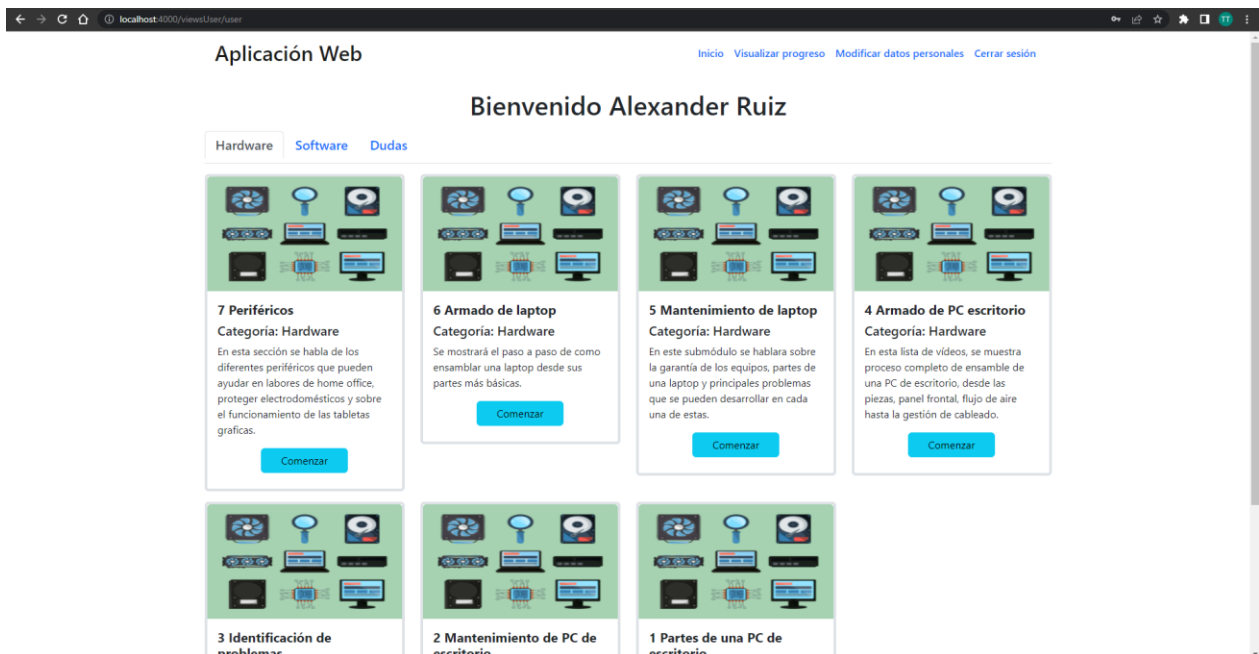 localhost:4000/viewsUser/user
TT
Aplicación Web
Inicio Visualizar progreso Modificar datos personales Cerrar sesión
Bienvenido Alexander Ruiz
Hardware Software Dudas
7 Periféricos
Categoría: Hardware
En esta sección se habla de los
diferentes periféricos que pueden
ayudar en labores de home office,
proteger electrodomésticos y sobre
el funcionamiento de las tabletas
graficas.
Comenzar
6 Armado de laptop
Categoría: Hardware
Se mostrará el paso a paso de como
ensamblar una laptop desde sus
partes más básicas.
Comenzar
5 Mantenimiento de laptop
Categoría: Hardware
En este submódulo se hablara sobre
la garantía de los equipos, partes de
una laptop y principales problemas
que se pueden desarrollar en cada
una de estas.
Comenzar
4 Armado de PC escritorio
Categoría: Hardware
En esta lista de vídeos, se muestra
proceso completo de ensamble de
una PC de escritorio, desde las
piezas, panel frontal, flujo de aire
hasta la gestión de cableado.
Comenzar
3 Identificación de
problemas
2 Mantenimiento de PC de
escritorio
1 Partes de una PC de
escritorio